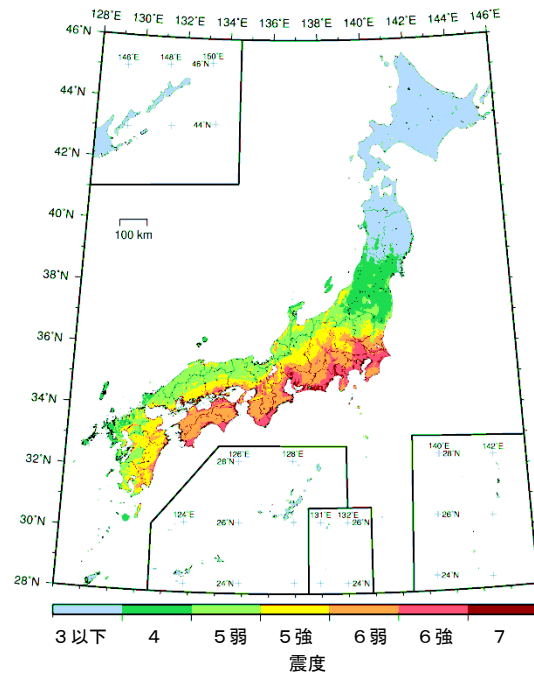 128°E 130°E 132°E 134°E 136°E 138°E 140°E 142°E 144°E 146°E
46°N
146°E 148°E 150°E
46°N
44°N
44°N
42°N
40°N
100 km
38°N
36°N
34°N
32°N
126°E 128°E
28°N
140°E 142°E
28°N
124°E
131°E 132°E
30°N
26°N
26°N
26°N
24°N
24°N
24°N
28°N
3以下 4 5弱 5強 6弱 6強 7
震度